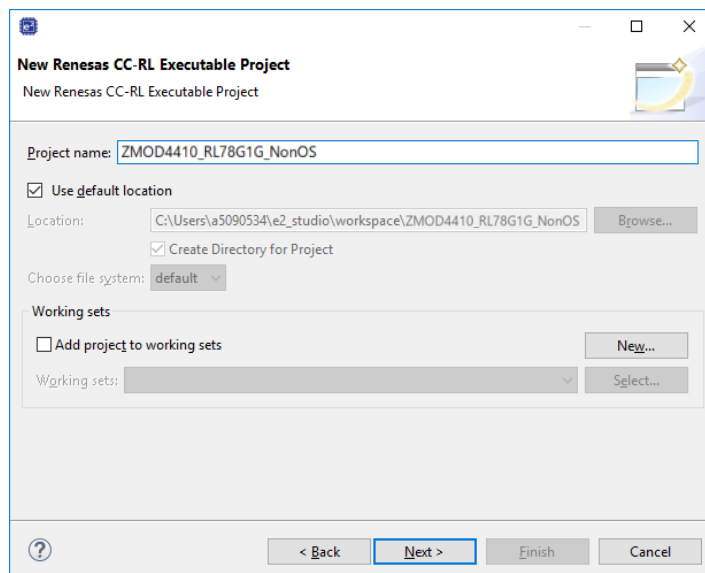 New Renesas CC-RL Executable Project
New Renesas CC-RL Executable Project
Project name: ZMOD4410_RL78G1G_NonOS
Use default location
Location: C:\Users\a5090534\e2_studio\workspace\ZMOD4410_RL78G1G_NonOS Browse...
Create Directory for Project
Choose file system: default
Working sets
Add project to working sets New...
Working sets: Select...
? < Back Next > Finish Cancel